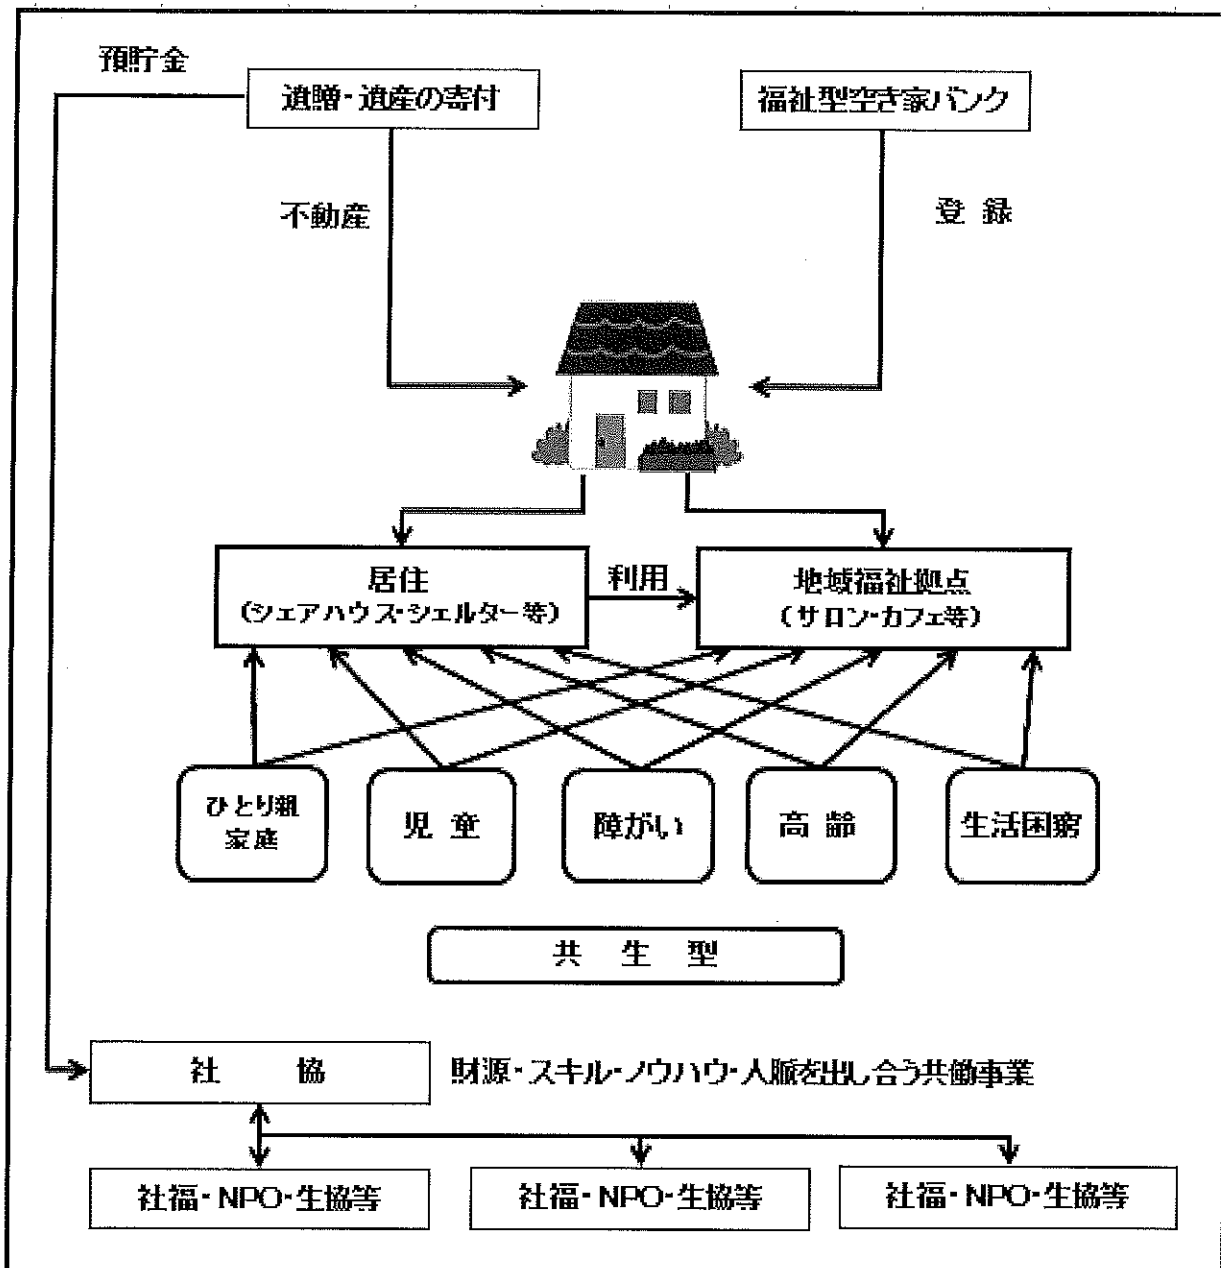 預貯金
遺贈・遺産の寄付
福祉型空き家バンク
不動産
登 録
居住
(シェアハウス・シェルター等)
利用
地域福祉拠点
(サロン・カフェ等)
ひとり親
家庭
児 童
障がい
高 齢
生活困窮
共 生 型
社 協
財源・スキル・ノウハウ・人脈を出し合う共働事業
社福・NPO・生協等
社福・NPO・生協等
社福・NPO・生協等